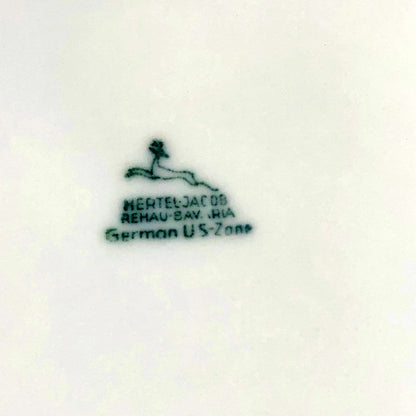 HERTEL-JACOB
REHAU-BAVARIA
German US-Zone